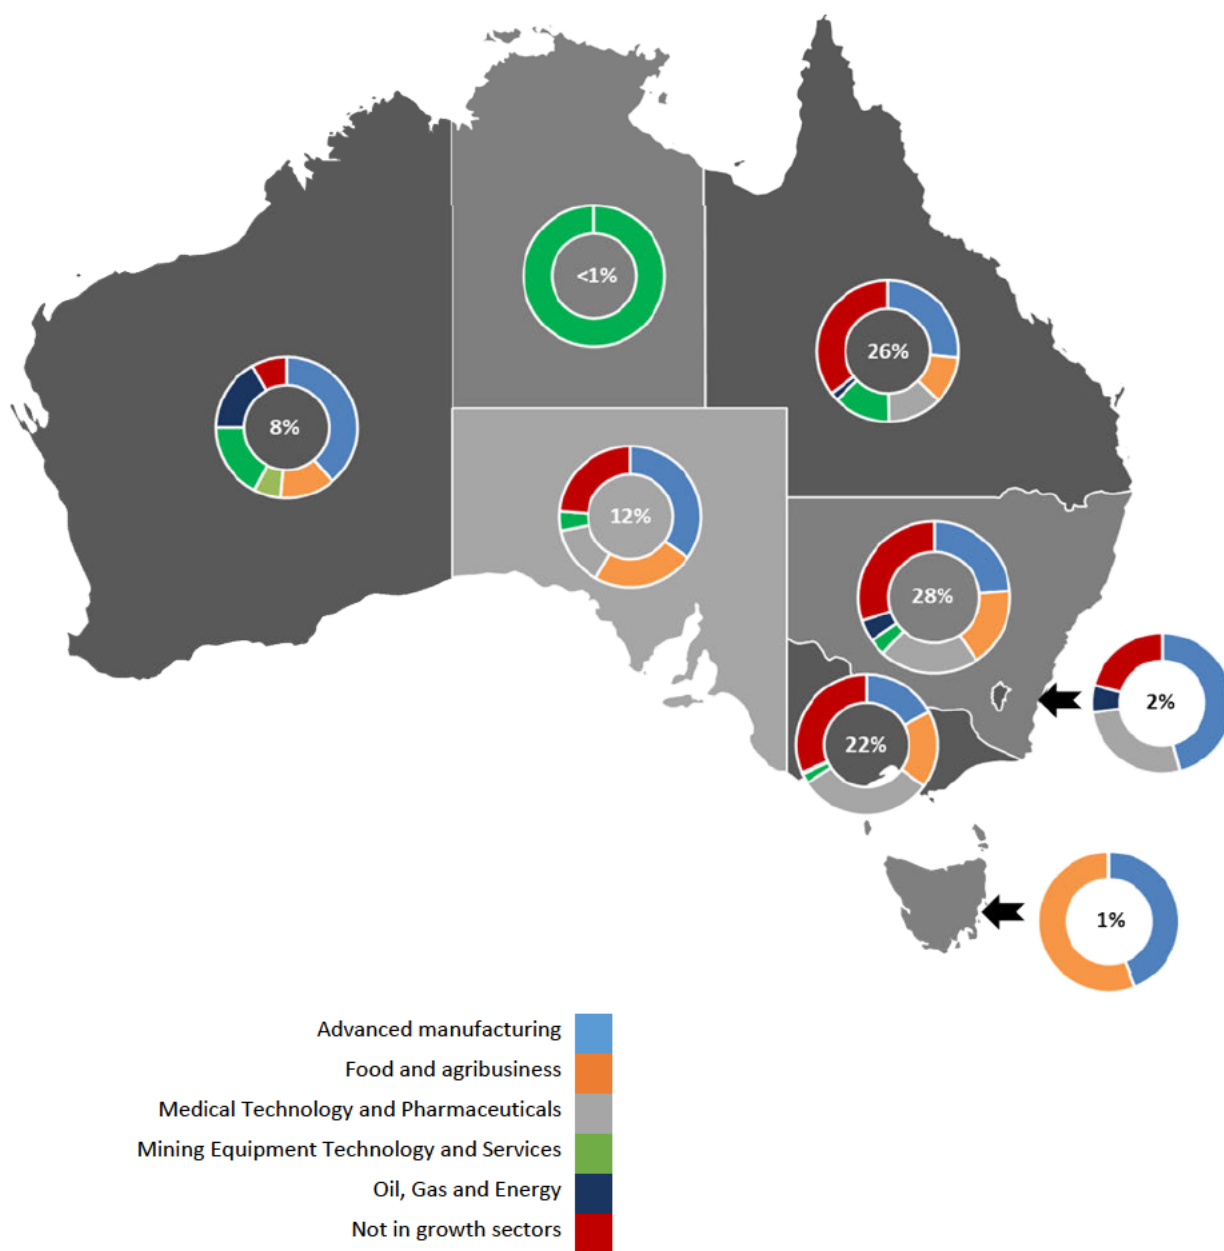 <1%
26%
8%
12%
28%
2%
22%
1%
Advanced manufacturing
Food and agribusiness
Medical Technology and Pharmaceuticals
Mining Equipment Technology and Services
Oil, Gas and Energy
Not in growth sectors